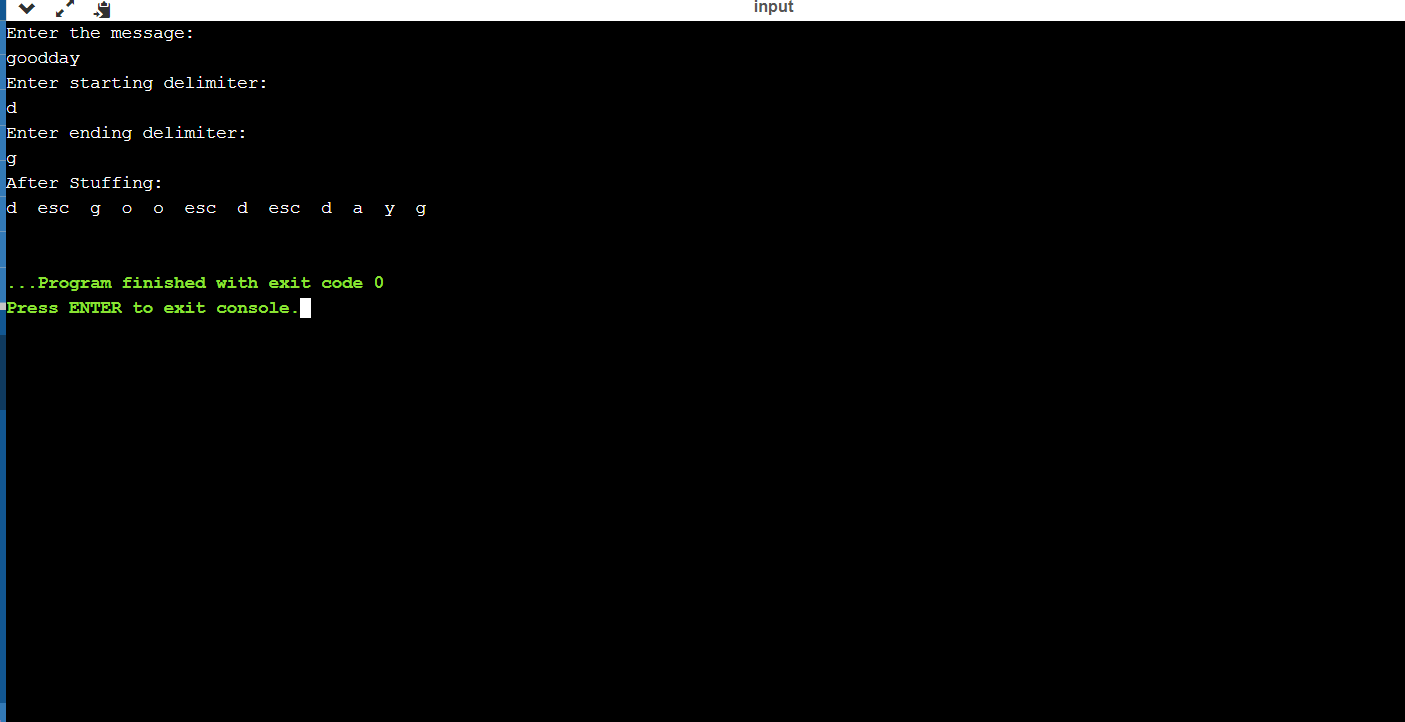 input
Enter the message:
goodday
Enter starting delimiter:
d
Enter ending delimiter:
g
After Stuffing:
d  esc  g  o  o  esc  d  esc  d  a  y  g
...Program finished with exit code 0
Press ENTER to exit console.